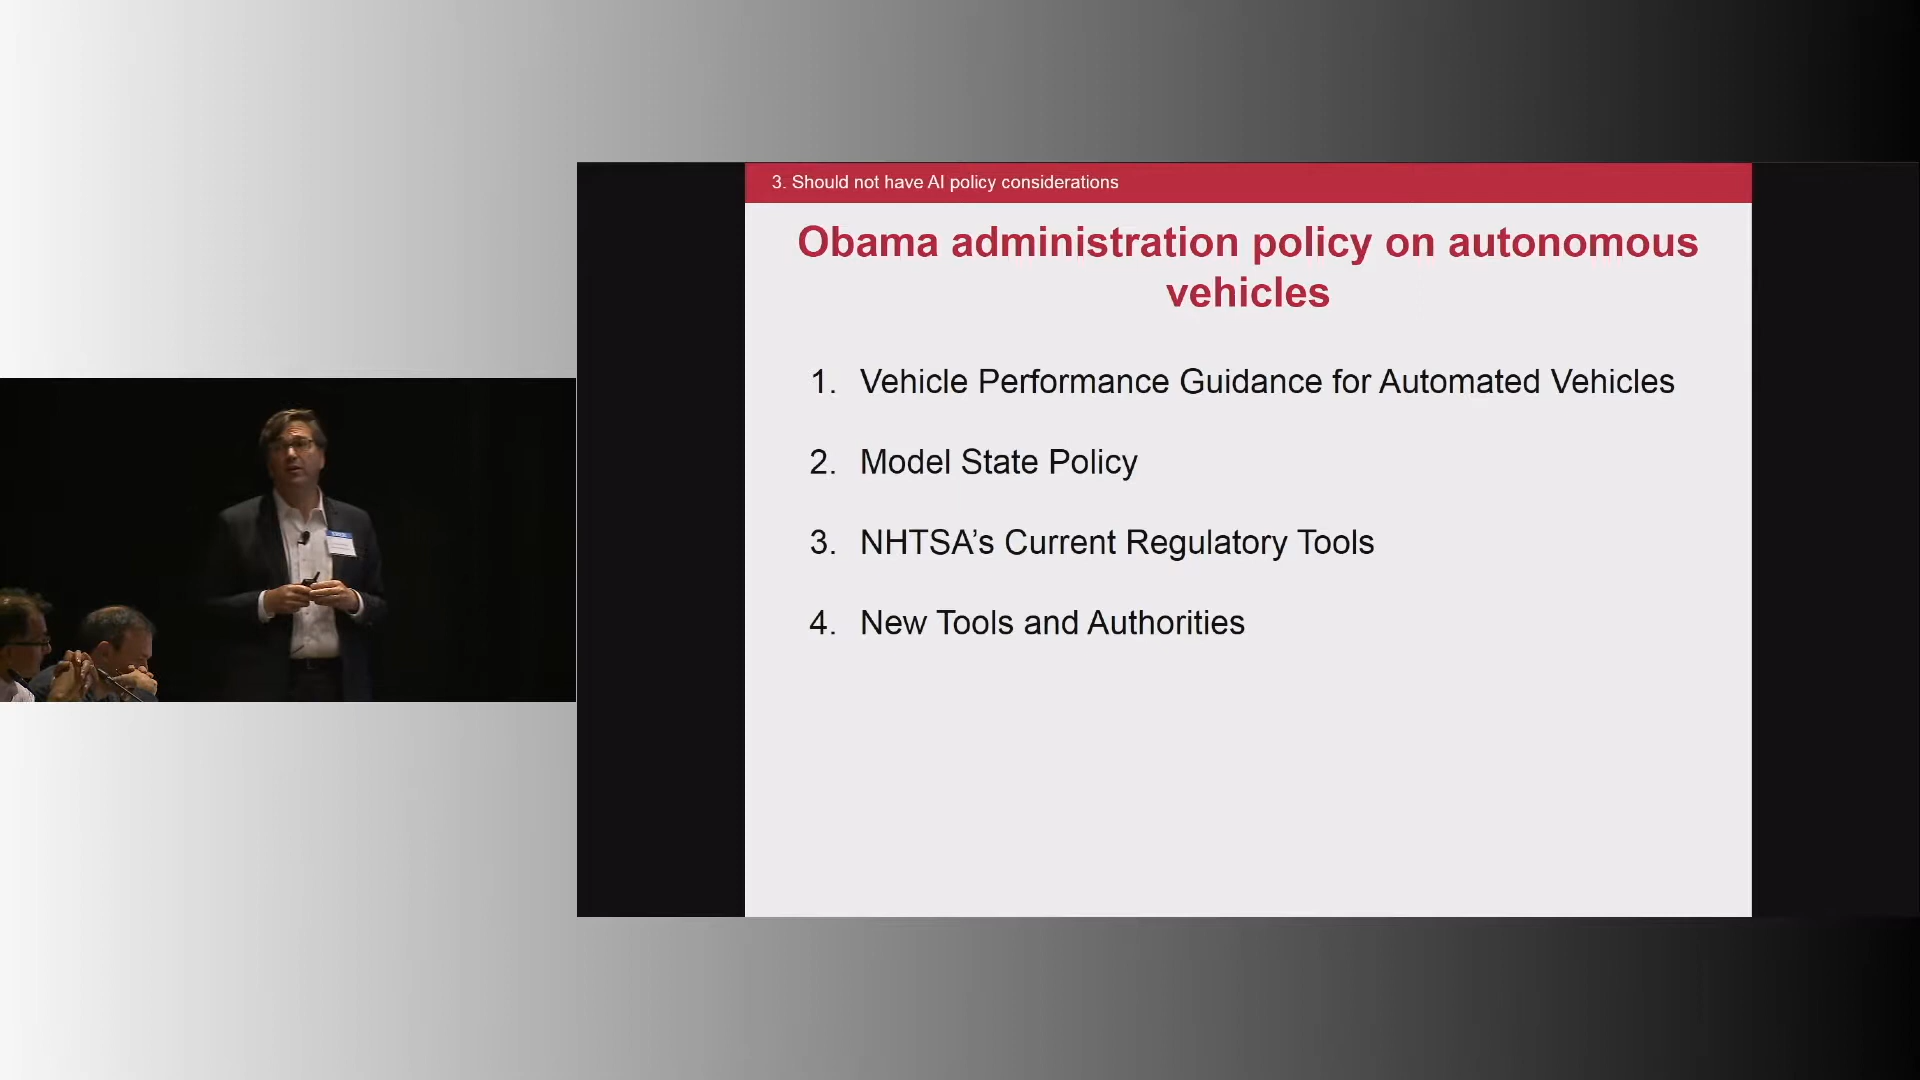 3. Should not have AI policy considerations
Obama administration policy on autonomous
vehicles
1. Vehicle Performance Guidance for Automated Vehicles
2. Model State Policy
3. NHTSA’s Current Regulatory Tools
4. New Tools and Authorities